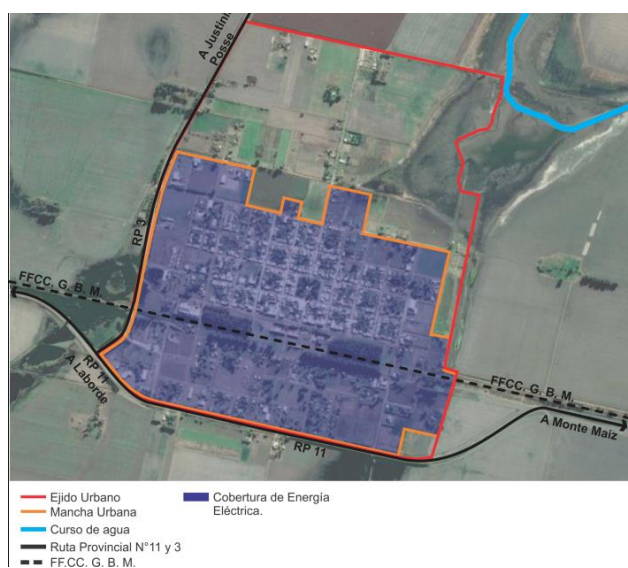 A Justini
Posse
RP 3
FFCC. G. B. M.
RP 11
A Laborde
RP 11
FFCC. G. B. M.
A Monte Maíz
Ejido Urbano
Mancha Urbana
Curso de agua
Ruta Provincial N°11 y 3
FF.CC. G. B. M.
Cobertura de Energía
Eléctrica.